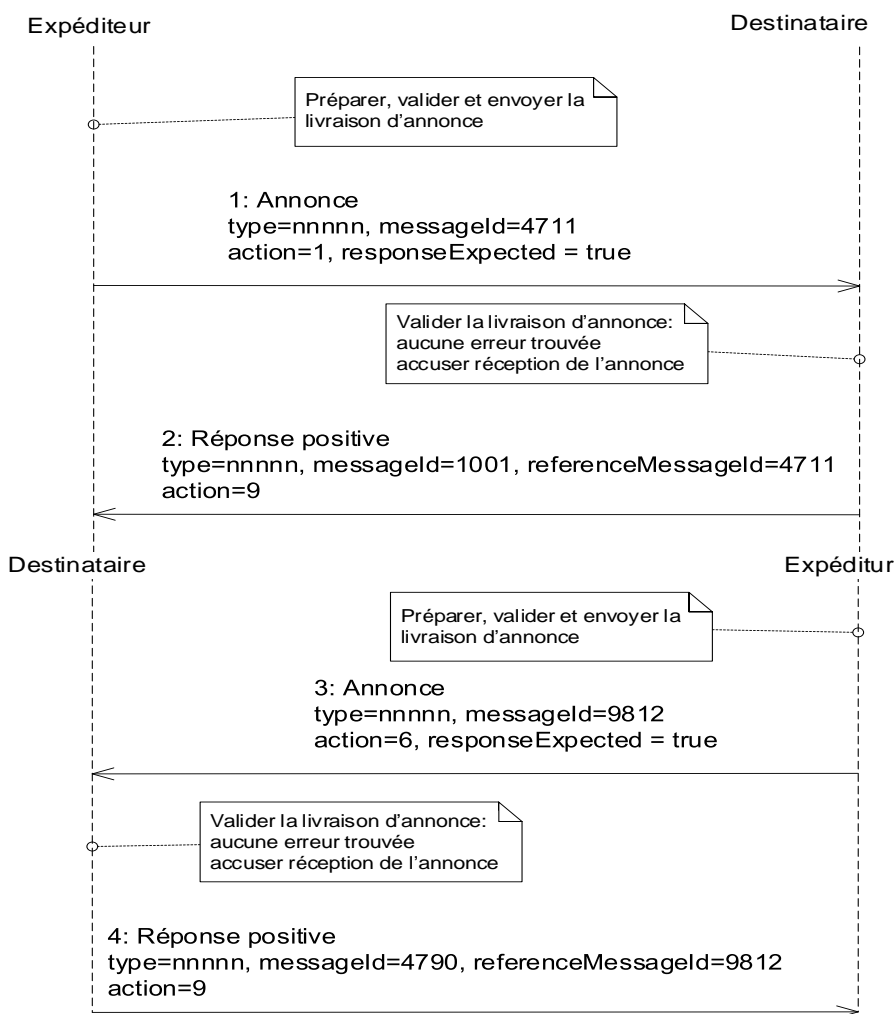 Expéditeur
Destinataire
Préparer, valider et envoyer la
livraison d'annonce
1: Annonce
type=nnnnn, messageId=4711
action=1, responseExpected = true
Valider la livraison d'annonce:
aucune erreur trouvée
accuser réception de l'annonce
2: Réponse positive
type=nnnnn, messageId=1001, referenceMessageId=4711
action=9
Destinataire
Expéditur
Préparer, valider et envoyer la
livraison d'annonce
3: Annonce
type=nnnnn, messageId=9812
action=6, responseExpected = true
Valider la livraison d'annonce:
aucune erreur trouvée
accuser réception de l'annonce
4: Réponse positive
type=nnnnn, messageId=4790, referenceMessageId=9812
action=9